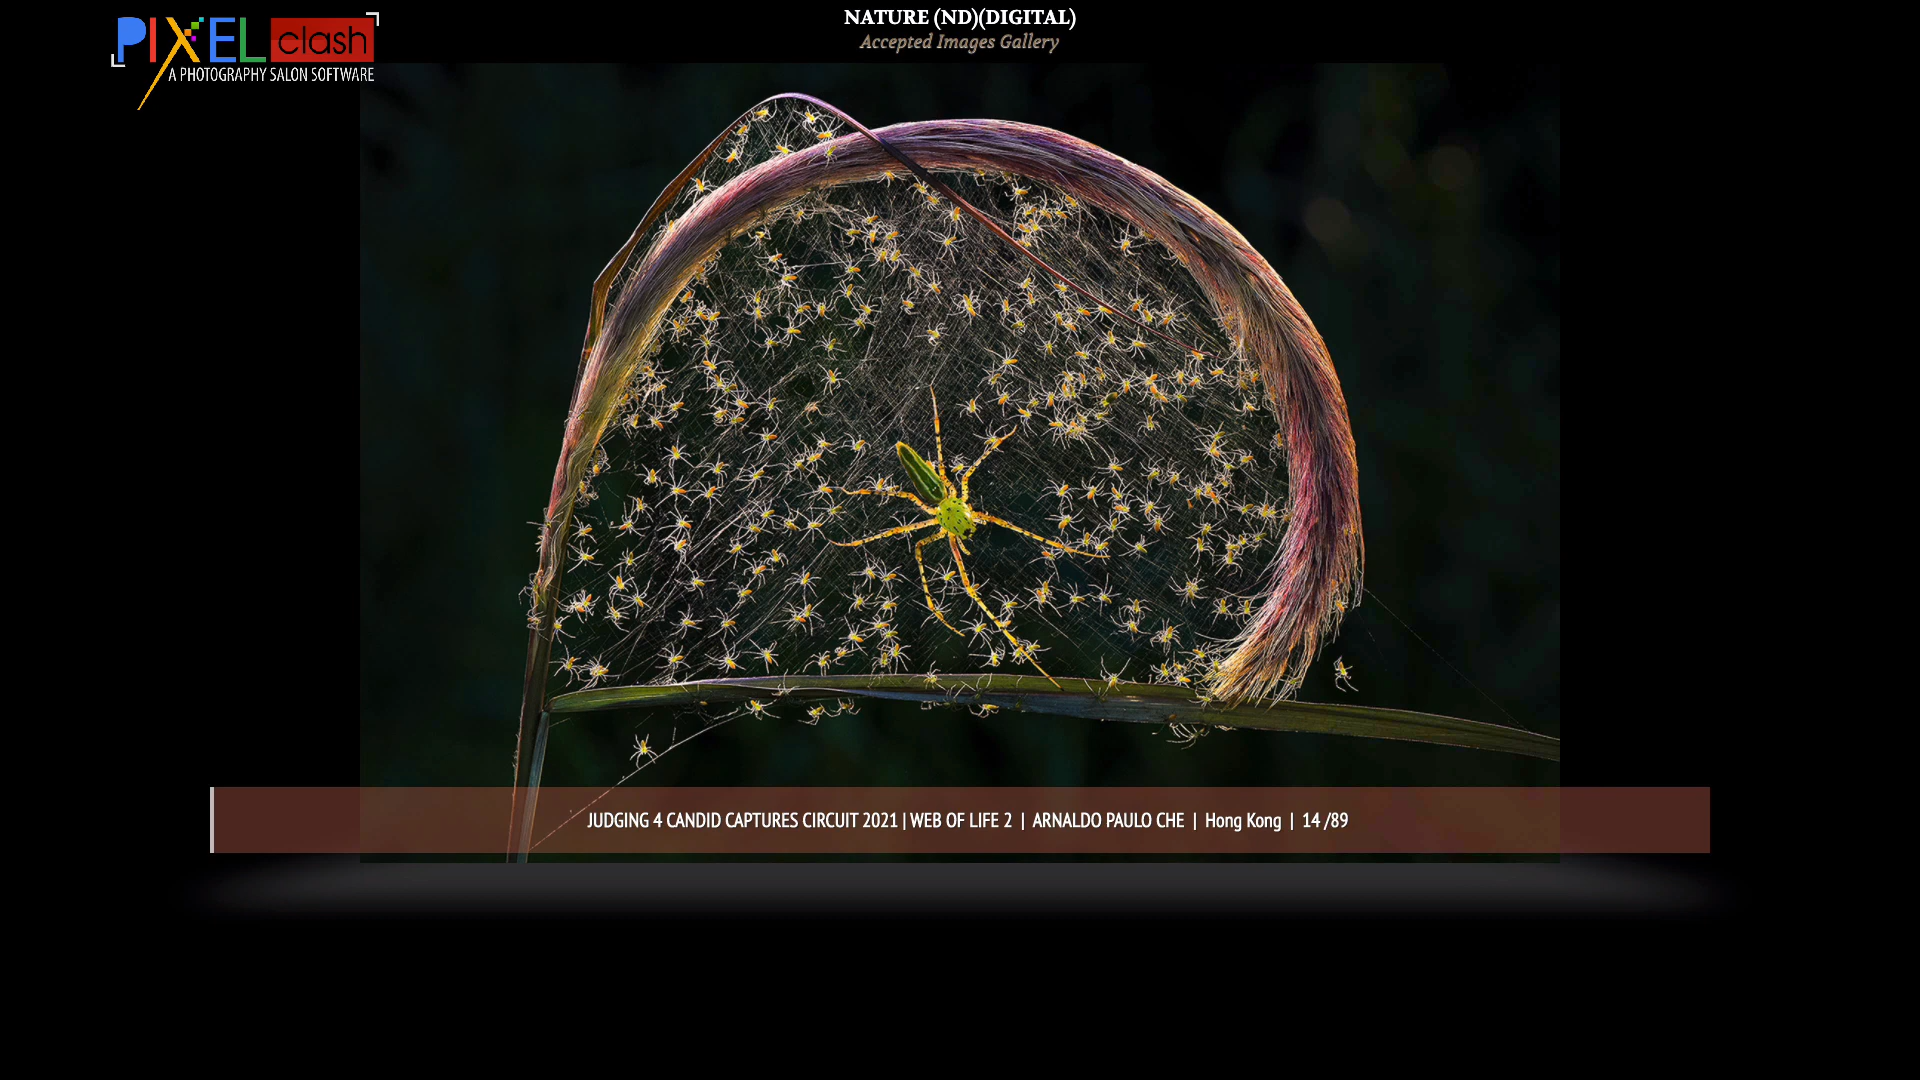 PIXEL clash
A PHOTOGRAPHY SALON SOFTWARE
NATURE (ND)(DIGITAL)
Accepted Images Gallery
JUDGING 4 CANDID CAPTURES CIRCUIT 2021 | WEB OF LIFE 2 | ARNALDO PAULO CHE | Hong Kong | 14 /89